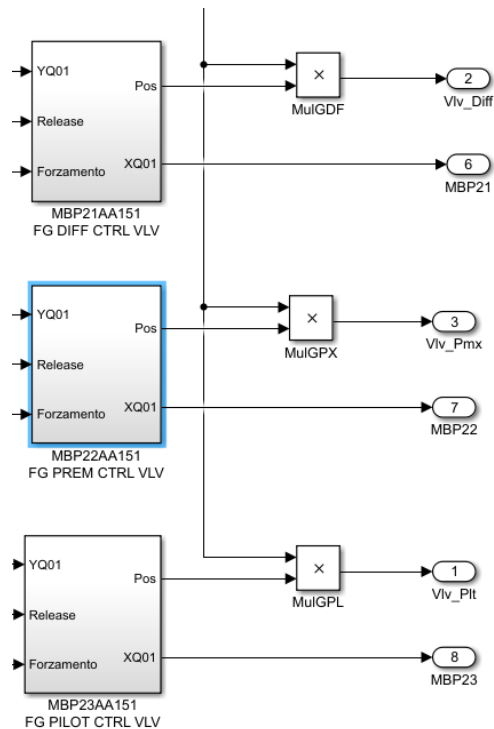 YQ01
Pos
Release
XQ01
Forzamento
MBP21AA151
FG DIFF CTRL VLV
×
MulGDF
2
Vlv_Diff
6
MBP21
YQ01
Pos
Release
XQ01
Forzamento
MBP22AA151
FG PREM CTRL VLV
×
MulGPX
3
Vlv_Pmx
7
MBP22
YQ01
Pos
Release
XQ01
Forzamento
MBP23AA151
FG PILOT CTRL VLV
×
MulGPL
1
Vlv_Plt
8
MBP23